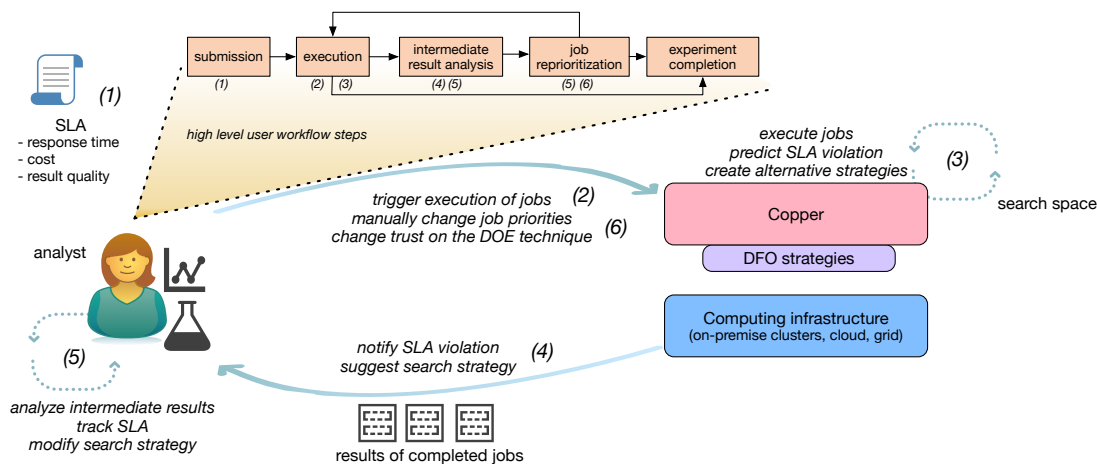 submission
execution
intermediate
result analysis
job
reprioritization
experiment
completion
(1)
(2)
(3)
(4) (5)
(5) (6)
(1)
SLA
- response time
- cost
- result quality
high level user workflow steps
execute jobs
predict SLA violation
create alternative strategies
(3)
search space
trigger execution of jobs
(2)
manually change job priorities
change trust on the DOE technique
(6)
Copper
DFO strategies
analyst
Computing infrastructure
(on-premise clusters, cloud, grid)
notify SLA violation
suggest search strategy
(4)
(5)
analyze intermediate results
track SLA
modify search strategy
results of completed jobs